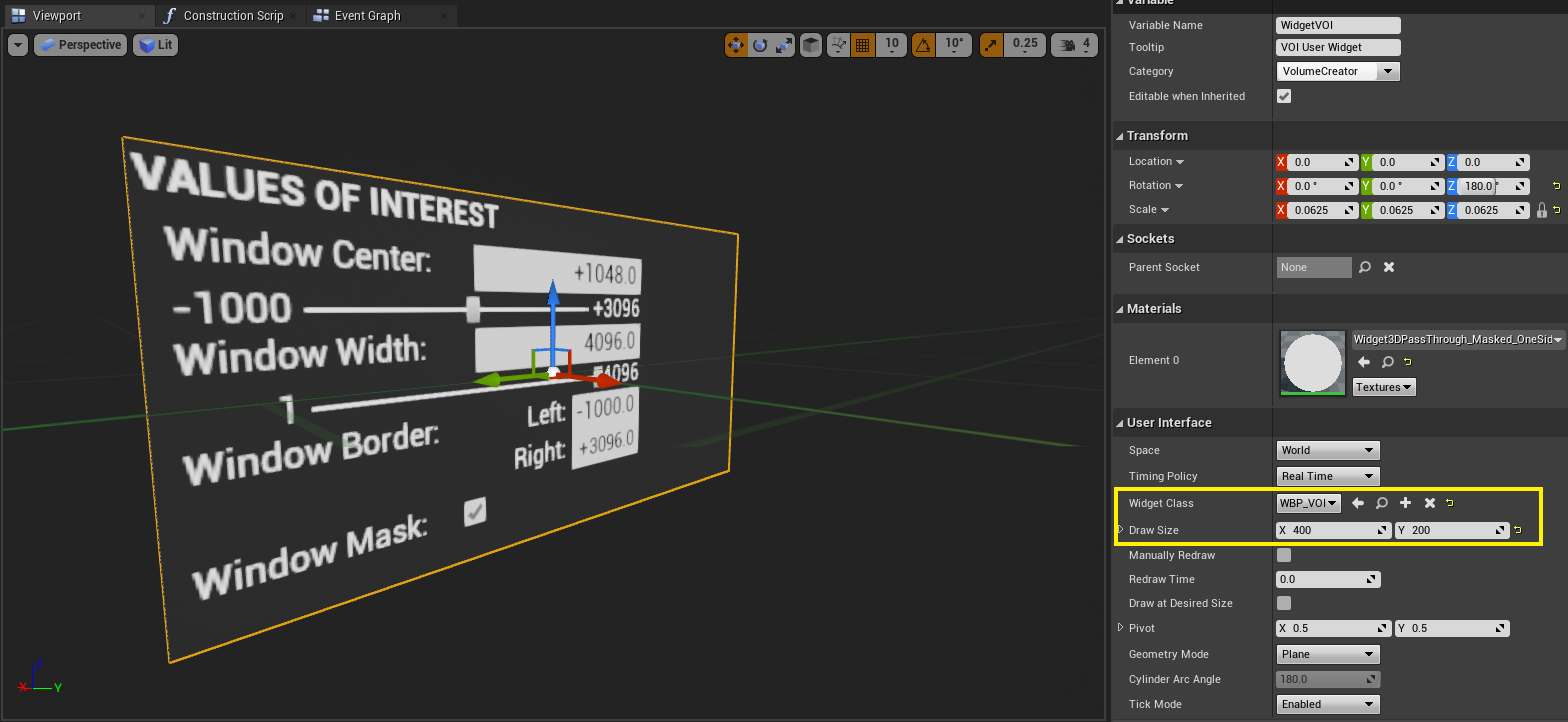 Viewport
Construction Scrip
Event Graph
Perspective
Lit
10
10°
0.25
4
VALUES OF INTEREST
Window Center:
+1048.0
-1000
+3096
Window Width:
4096.0
1
4096
Window Border:
Left:
-1000.0
Right:
+3096.0
Window Mask:
Z
X
Y
Variable
Variable Name
WidgetVOI
Tooltip
VOI User Widget
Category
VolumeCreator
Editable when Inherited
Transform
Location
X 0.0
Y 0.0
Z 0.0
Rotation
X 0.0 °
Y 0.0 °
Z 180.0 °
Scale
X 0.0625
Y 0.0625
Z 0.0625
Sockets
Parent Socket
None
Materials
Element 0
Widget3DPassThrough_Masked_OneSid
Textures
User Interface
Space
World
Timing Policy
Real Time
Widget Class
WBP_VOI
Draw Size
X 400
Y 200
Manually Redraw
Redraw Time
0.0
Draw at Desired Size
Pivot
X 0.5
Y 0.5
Geometry Mode
Plane
Cylinder Arc Angle
180.0
Tick Mode
Enabled